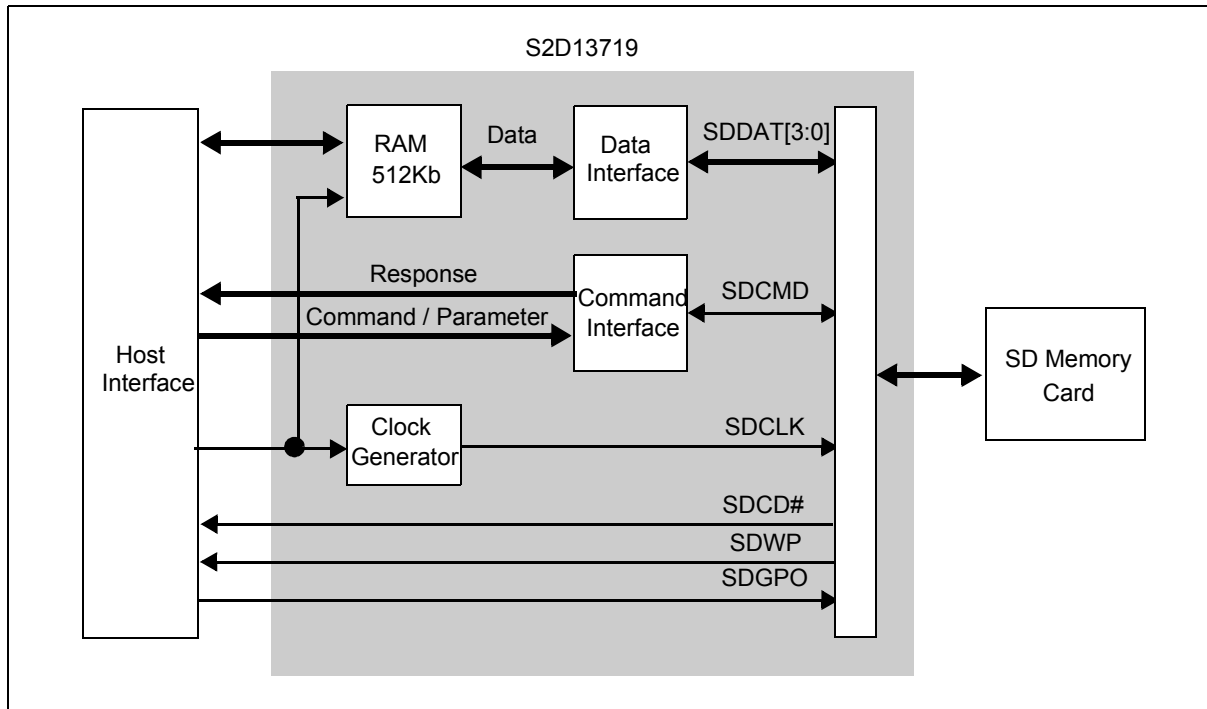 S2D13719
RAM
512Kb
Data
Data
Interface
SDDAT[3:0]
Response
Command / Parameter
Command
Interface
SDCMD
Host
Interface
SD Memory
Card
Clock
Generator
SDCLK
SDCD#
SDWP
SDGPO